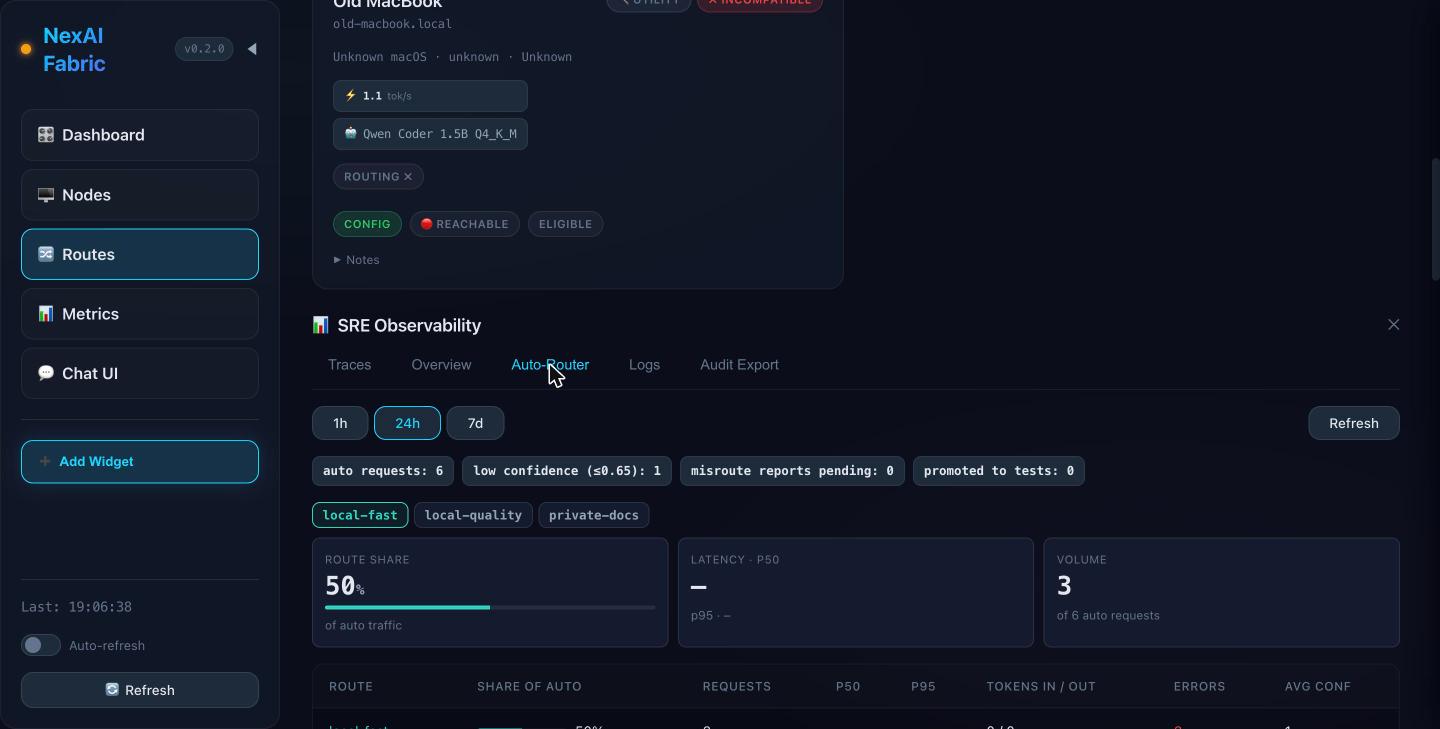 NexAI
Fabric
v0.2.0
Dashboard
Nodes
Routes
Metrics
Chat UI
Add Widget
Last: 19:06:38
Auto-refresh
Refresh
Old MacBook
UTILITY
INCOMPATIBLE
old-macbook.local
Unknown macOS · unknown · Unknown
1.1 tok/s
Qwen Coder 1.5B Q4_K_M
ROUTING ✕
CONFIG
REACHABLE
ELIGIBLE
Notes
SRE Observability
Traces
Overview
Auto-Router
Logs
Audit Export
1h
24h
7d
Refresh
auto requests: 6
low confidence (≤0.65): 1
misroute reports pending: 0
promoted to tests: 0
local-fast
local-quality
private-docs
ROUTE SHARE
50%
of auto traffic
LATENCY · P50
—
p95 · —
VOLUME
3
of 6 auto requests
ROUTE
SHARE OF AUTO
REQUESTS
P50
P95
TOKENS IN / OUT
ERRORS
AVG CONF
local-fast
50%